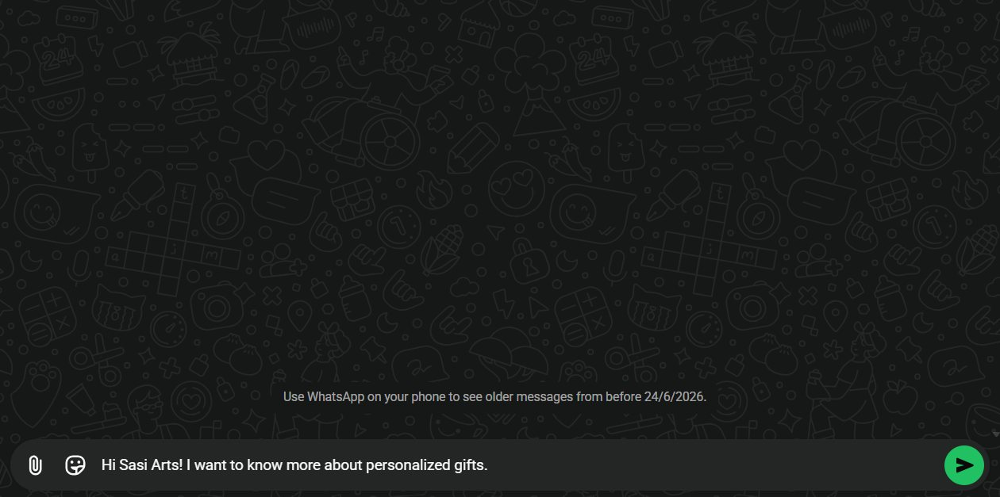 Use WhatsApp on your phone to see older messages from before 24/6/2026.
Hi Sasi Arts! I want to know more about personalized gifts.